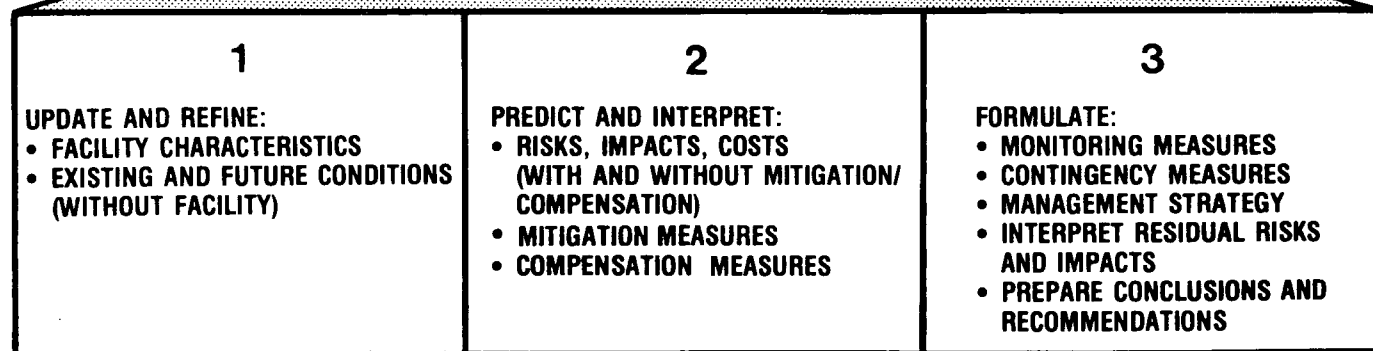 1
UPDATE AND REFINE:
• FACILITY CHARACTERISTICS
• EXISTING AND FUTURE CONDITIONS
(WITHOUT FACILITY)
2
PREDICT AND INTERPRET:
• RISKS, IMPACTS, COSTS
(WITH AND WITHOUT MITIGATION/
COMPENSATION)
• MITIGATION MEASURES
• COMPENSATION MEASURES
3
FORMULATE:
• MONITORING MEASURES
• CONTINGENCY MEASURES
• MANAGEMENT STRATEGY
• INTERPRET RESIDUAL RISKS
AND IMPACTS
• PREPARE CONCLUSIONS AND
RECOMMENDATIONS